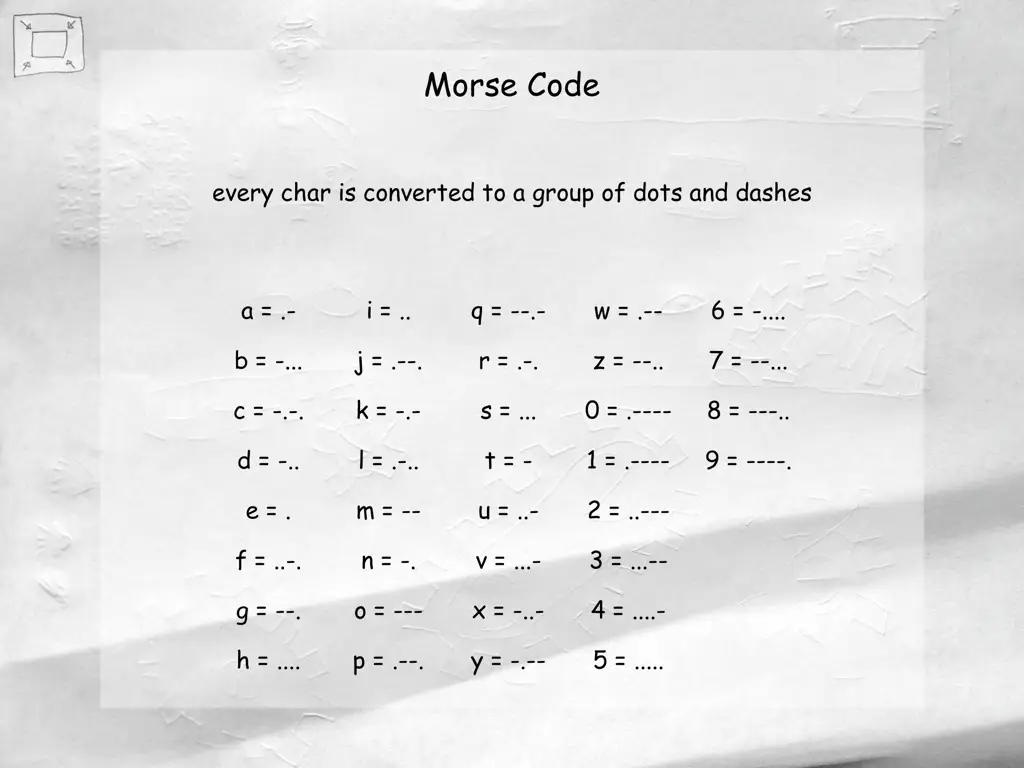 Morse Code
every char is converted to a group of dots and dashes
a = .- i = .. q = --.- w = .-- 6 = -....
b = -... j = .--. r = .-. z = --.. 7 = --...
c = -.-. k = -.- s = ... 0 = .---- 8 = ---..
d = -.. l = .-.. t = - 1 = .---- 9 = ----.
e = . m = -- u = ..- 2 = ..---
f = ..-. n = -. v = ...- 3 = ...--
g = --. o = --- x = -..- 4 = ....-
h = .... p = .--. y = -.-- 5 = .....